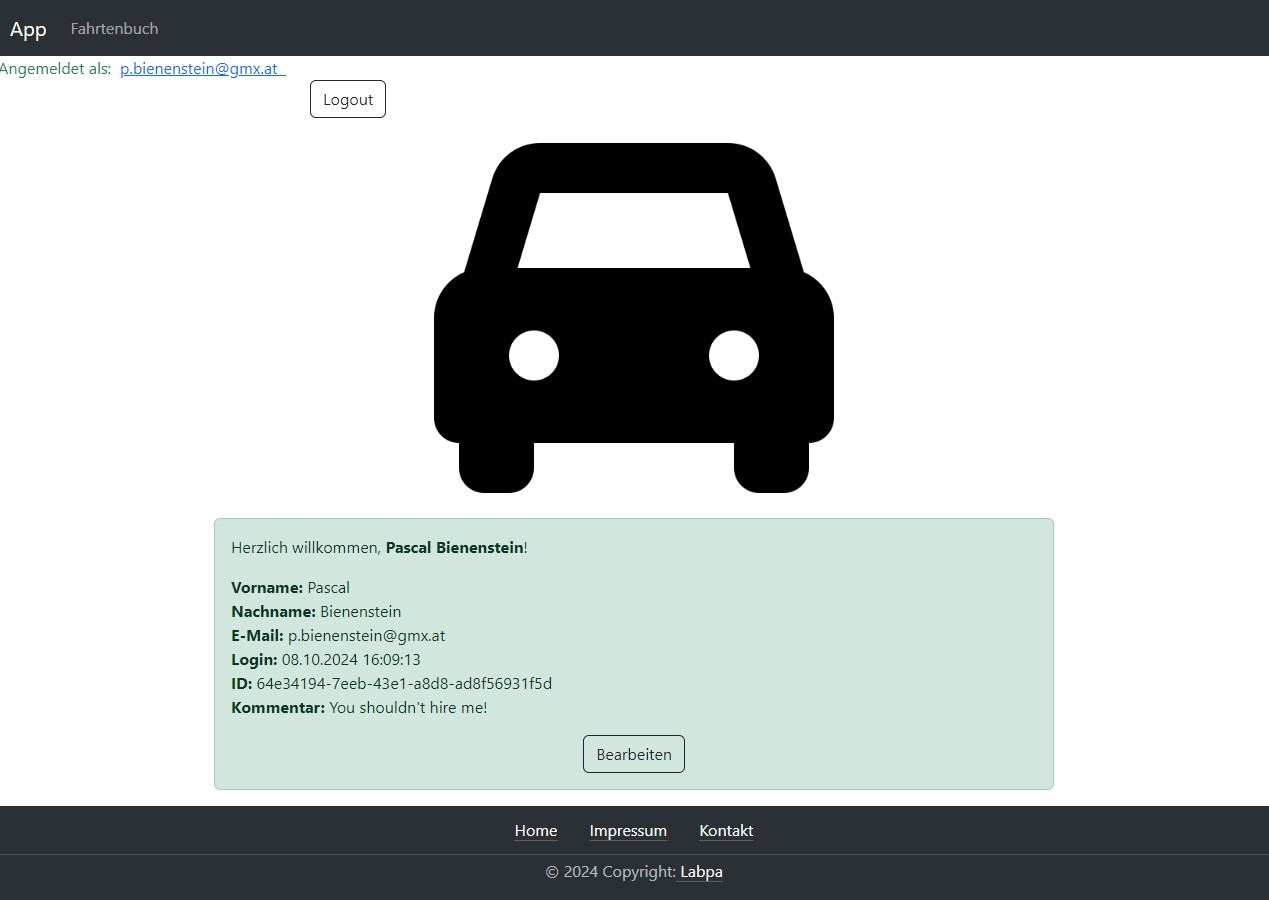 App Fahrtenbuch
Angemeldet als: p.bienenstein@gmx.at
Logout
Herzlich willkommen, Pascal Bienenstein!
Vorname: Pascal
Nachname: Bienenstein
E-Mail: p.bienenstein@gmx.at
Login: 08.10.2024 16:09:13
ID: 64e34194-7eeb-43e1-a8d8-ad8f56931f5d
Kommentar: You shouldn't hire me!
Bearbeiten
Home Impressum Kontakt
© 2024 Copyright: Labpa